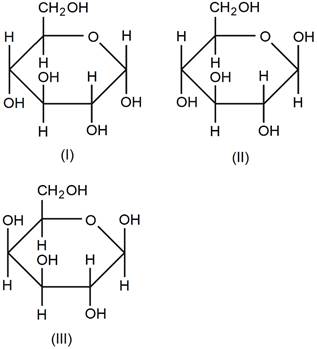 CH₂OH CH₂OH
H O H H O OH
H H
OH H OH H
OH OH OH H
H OH H OH
(I) (II)
CH₂OH
OH O OH
H
OH H
H H
H OH
(III)